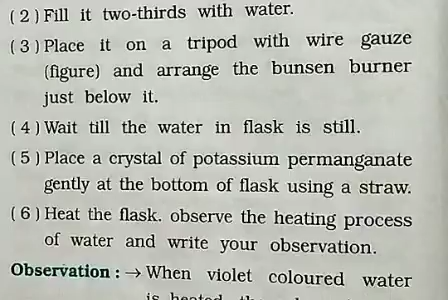 ( 2 ) Fill it two-thirds with water.
( 3 ) Place it on a tripod with wire gauze
(figure) and arrange the bunsen burner
just below it.
( 4 ) Wait till the water in flask is still.
( 5 ) Place a crystal of potassium permanganate
gently at the bottom of flask using a straw.
( 6 ) Heat the flask. observe the heating process
of water and write your observation.
Observation : → When violet coloured water
is heated